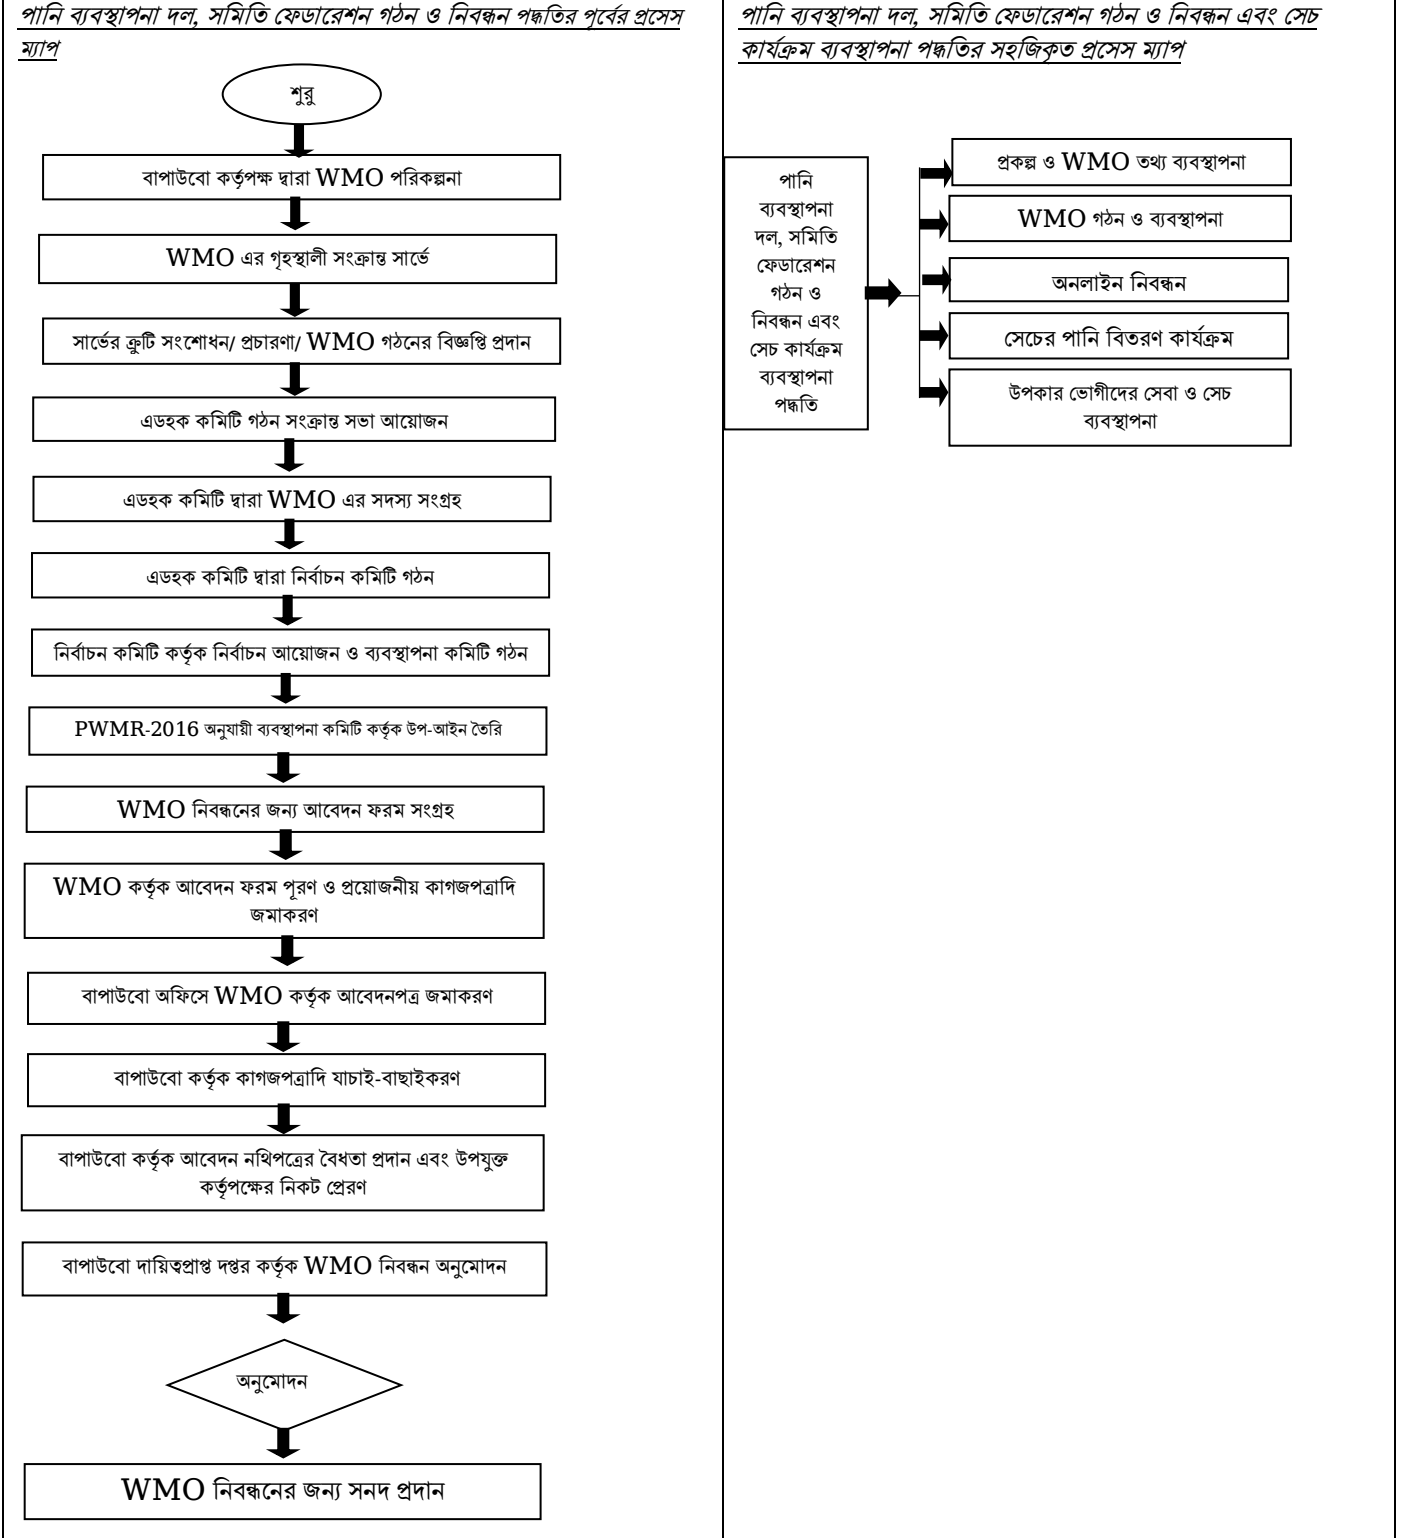 পানি ব্যবস্থাপনা দল, সমিতি ফেডারেশন গঠন ও নিবন্ধন পদ্ধতির পূর্বের প্রসেস
ম্যাপ
শুরু
বাপাউবো কর্তৃপক্ষ দ্বারা WMO পরিকল্পনা
WMO এর গৃহস্থালী সংক্রান্ত সার্ভে
সার্ভের ত্রুটি সংশোধন/ প্রচারণা/ WMO গঠনের বিজ্ঞপ্তি প্রদান
এডহক কমিটি গঠন সংক্রান্ত সভা আয়োজন
এডহক কমিটি দ্বারা WMO এর সদস্য সংগ্রহ
এডহক কমিটি দ্বারা নির্বাচন কমিটি গঠন
নির্বাচন কমিটি কর্তৃক নির্বাচন আয়োজন ও ব্যবস্থাপনা কমিটি গঠন
PWMR-2016 অনুযায়ী ব্যবস্থাপনা কমিটি কর্তৃক উপ-আইন তৈরি
WMO নিবন্ধনের জন্য আবেদন ফরম সংগ্রহ
WMO কর্তৃক আবেদন ফরম পূরণ ও প্রয়োজনীয় কাগজপত্রাদি
জমাকরণ
বাপাউবো অফিসে WMO কর্তৃক আবেদনপত্র জমাকরণ
বাপাউবো কর্তৃক কাগজপত্রাদি যাচাই-বাছাইকরণ
বাপাউবো কর্তৃক আবেদন নথিপত্রের বৈধতা প্রদান এবং উপযুক্ত
কর্তৃপক্ষের নিকট প্রেরণ
বাপাউবো দায়িত্বপ্রাপ্ত দপ্তর কর্তৃক WMO নিবন্ধন অনুমোদন
অনুমোদন
WMO নিবন্ধনের জন্য সনদ প্রদান
পানি ব্যবস্থাপনা দল, সমিতি ফেডারেশন গঠন ও নিবন্ধন এবং সেচ
কার্যক্রম ব্যবস্থাপনা পদ্ধতির সহজিকৃত প্রসেস ম্যাপ
পানি
ব্যবস্থাপনা
দল, সমিতি
ফেডারেশন
গঠন ও
নিবন্ধন এবং
সেচ কার্যক্রম
ব্যবস্থাপনা
পদ্ধতি
প্রকল্প ও WMO তথ্য ব্যবস্থাপনা
WMO গঠন ও ব্যবস্থাপনা
অনলাইন নিবন্ধন
সেচের পানি বিতরণ কার্যক্রম
উপকার ভোগীদের সেবা ও সেচ
ব্যবস্থাপনা